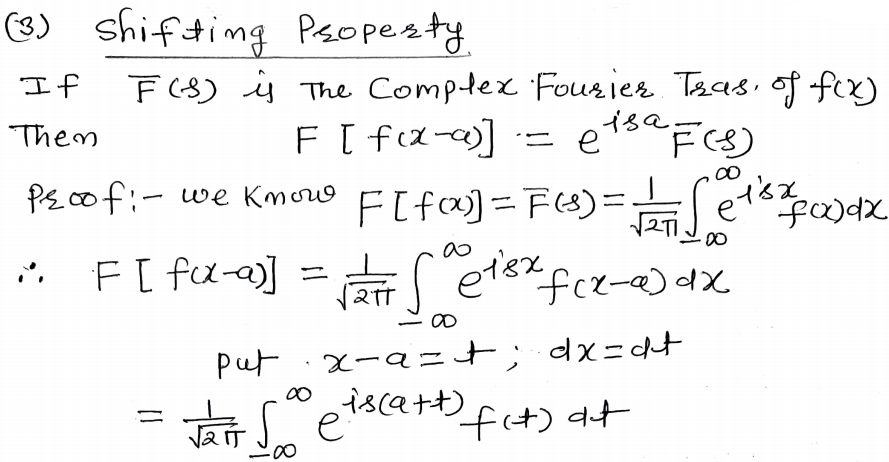 (3) Shifting Property
If F̅(s) is The Complex Fourier Tras. of f(x)
Then F[f(x-a)] = e^{isa} F̅(s)
Proof:- we Know F[f(x)] = F̅(s) = 1/√2π ∫_{-∞}^{∞} e^{isx} f(x)dx
∴ F[f(x-a)] = 1/√2π ∫_{-∞}^{∞} e^{isx} f(x-a) dx
put x-a=t ; dx=dt
= 1/√2π ∫_{-∞}^{∞} e^{is(a+t)} f(t) dt